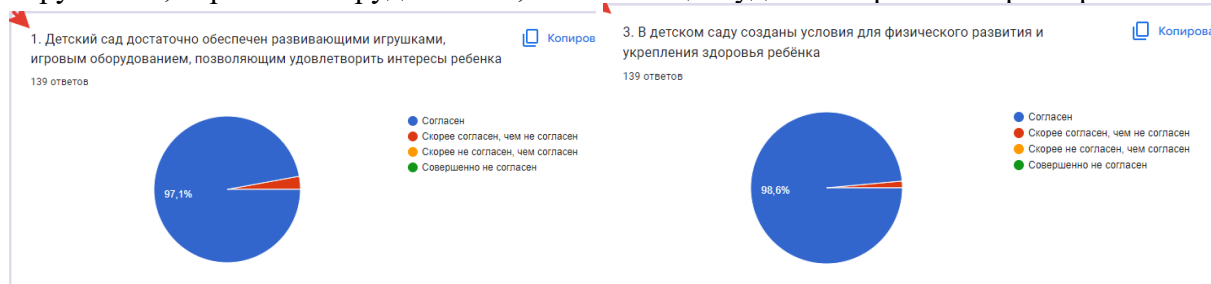 1. Детский сад достаточно обеспечен развивающими игрушками,
игровым оборудованием, позволяющим удовлетворить интересы ребенка
Копиров
139 ответов
97,1%
Согласен
Скорее согласен, чем не согласен
Скорее не согласен, чем согласен
Совершенно не согласен
3. В детском саду созданы условия для физического развития и
укрепления здоровья ребёнка
Копирова
139 ответов
98,6%
Согласен
Скорее согласен, чем не согласен
Скорее не согласен, чем согласен
Совершенно не согласен